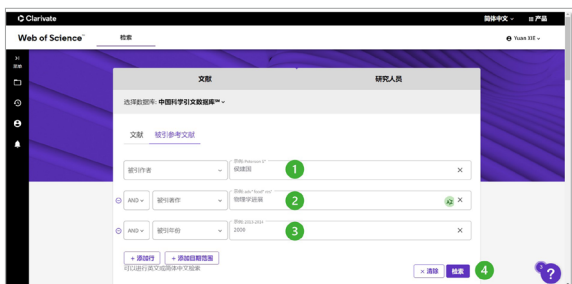 Clarivate
简体中文
产品
Web of Science™
检索
Yuan XIE
菜单
文献
研究人员
选择数据库: 中国科学引文数据库℠
文献
被引参考文献
被引作者
侯建国
1
AND
被引著作
物理学进展
2
AND
被引年份
2006
3
+ 添加行
+ 添加日期范围
可以进行英文或简体中文检索
× 清除
检索
4
?